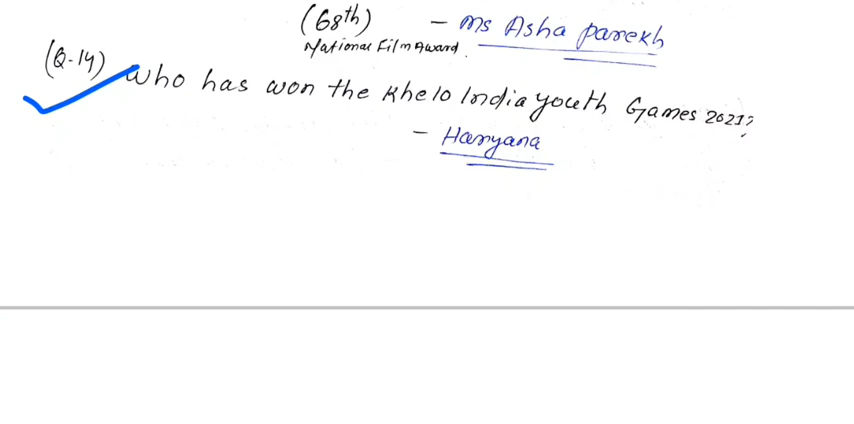 (68th) - Ms Asha Parekh
National Film Award.
(Q-14) Who has won the Khelo India youth Games 2021?
- Haryana